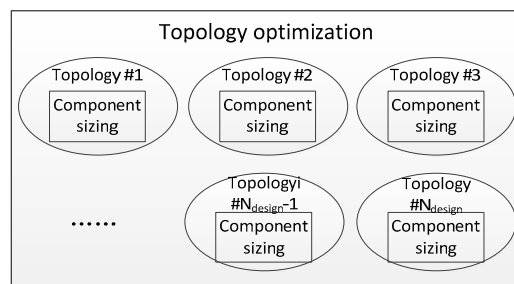 Topology optimization
Topology #1
Component
sizing
Topology #2
Component
sizing
Topology #3
Component
sizing
......
Topologyi
#Ndesign-1
Component
sizing
Topology
#Ndesign
Component
sizing